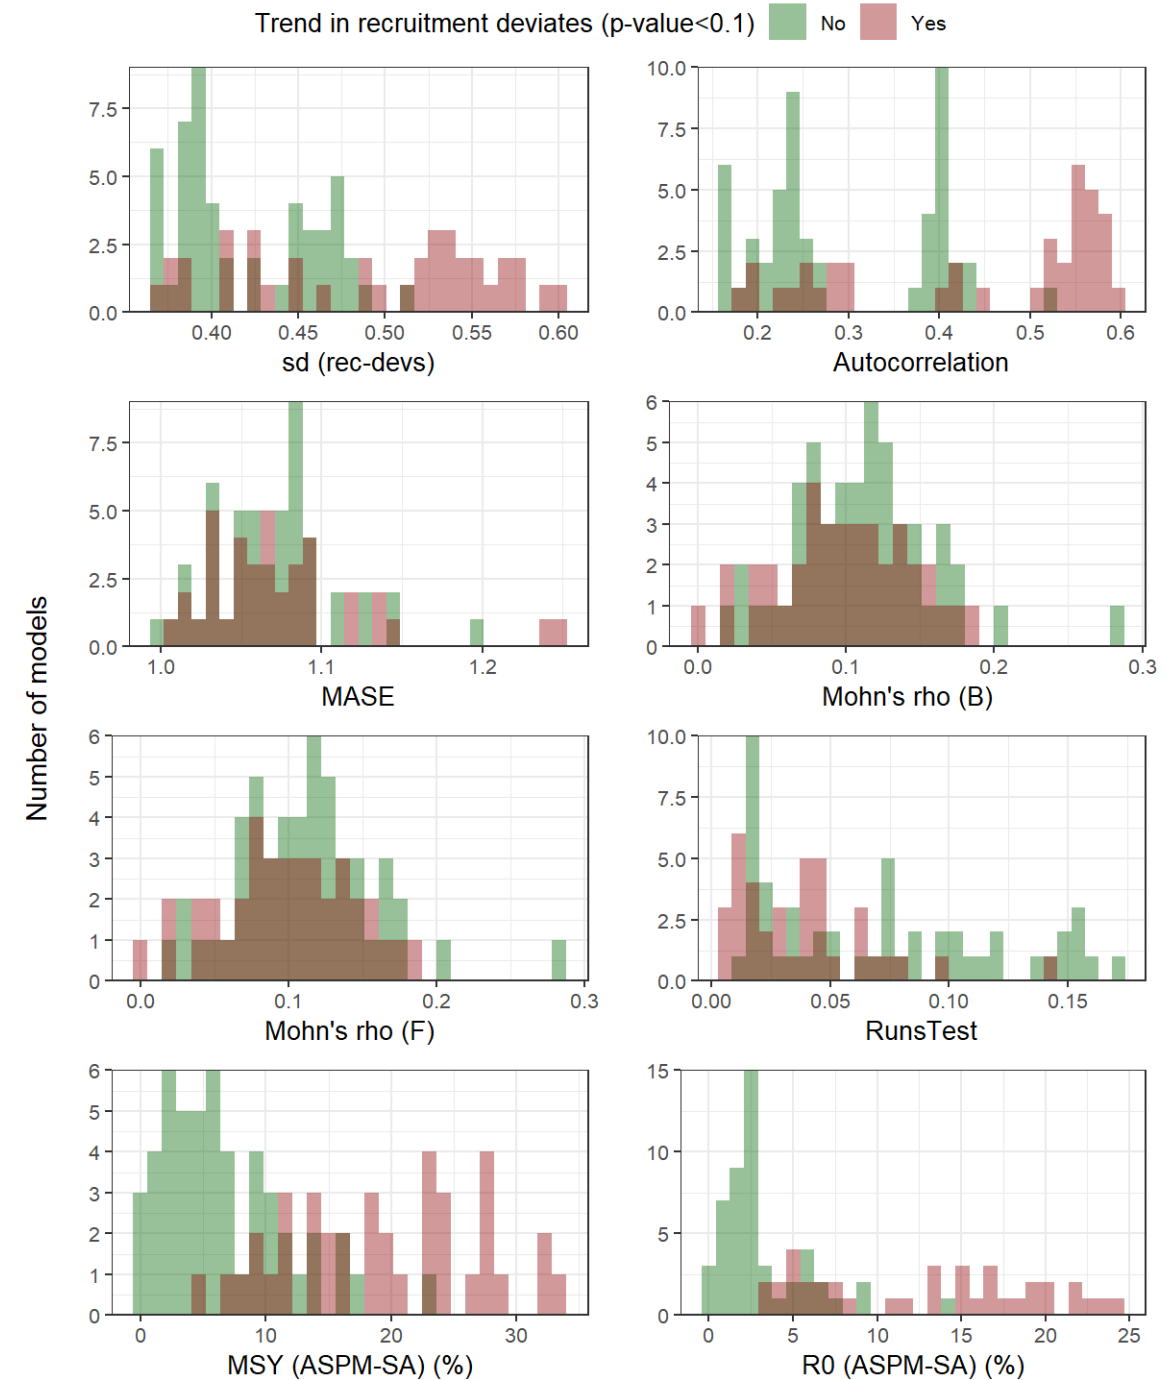 Trend in recruitment deviates (p-value<0.1) No Yes
7.5
5.0
2.5
0.0
0.40 0.45 0.50 0.55 0.60
sd (rec-devs)
10.0
7.5
5.0
2.5
0.0
0.2 0.3 0.4 0.5 0.6
Autocorrelation
7.5
5.0
2.5
0.0
1.0 1.1 1.2
MASE
6
5
4
3
2
1
0
0.0 0.1 0.2 0.3
Mohn's rho (B)
Number of models
6
5
4
3
2
1
0
0.0 0.1 0.2 0.3
Mohn's rho (F)
10.0
7.5
5.0
2.5
0.0
0.00 0.05 0.10 0.15
RunsTest
6
5
4
3
2
1
0
0 10 20 30
MSY (ASPM-SA) (%)
15
10
5
0
0 5 10 15 20 25
R0 (ASPM-SA) (%)